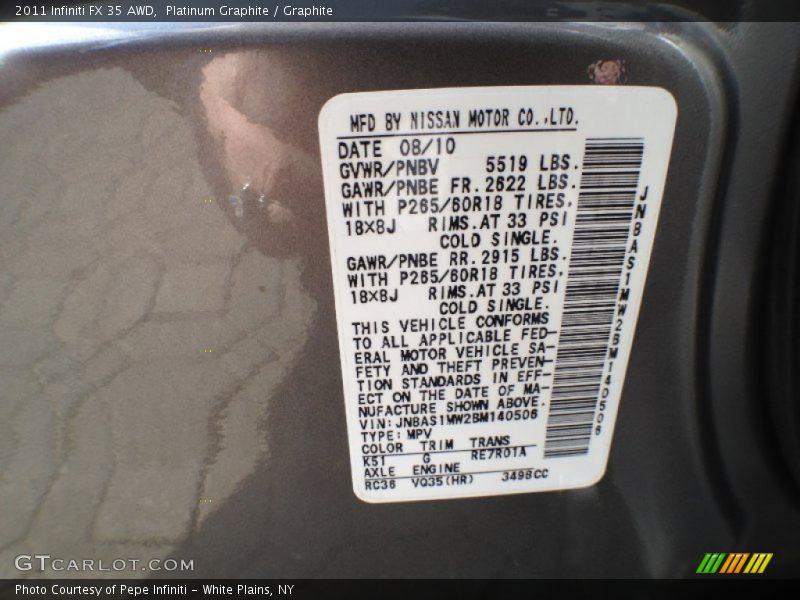 2011 Infiniti FX 35 AWD, Platinum Graphite / Graphite
MFD BY NISSAN MOTOR CO.,LTD.
DATE 08/10
GVWR/PNBV 5519 LBS.
GAWR/PNBE FR. 2622 LBS.
WITH P265/60R18 TIRES,
18×8J RIMS.AT 33 PSI
COLD SINGLE.
GAWR/PNBE RR. 2915 LBS.
WITH P265/60R18 TIRES,
18×8J RIMS.AT 33 PSI
COLD SINGLE.
THIS VEHICLE CONFORMS
TO ALL APPLICABLE FED-
ERAL MOTOR VEHICLE SA-
FETY AND THEFT PREVEN-
TION STANDARDS IN EFF-
ECT ON THE DATE OF MA-
NUFACTURE SHOWN ABOVE.
VIN: JN8AS1MW2BM140506
TYPE: MPV
COLOR TRIM TRANS
K51 G RE7R01A
AXLE ENGINE
RC36 VQ35(HR) 3498CC
JN8AS1MW2BM140506
GTCARLOT.COM
Photo Courtesy of Pepe Infiniti - White Plains, NY